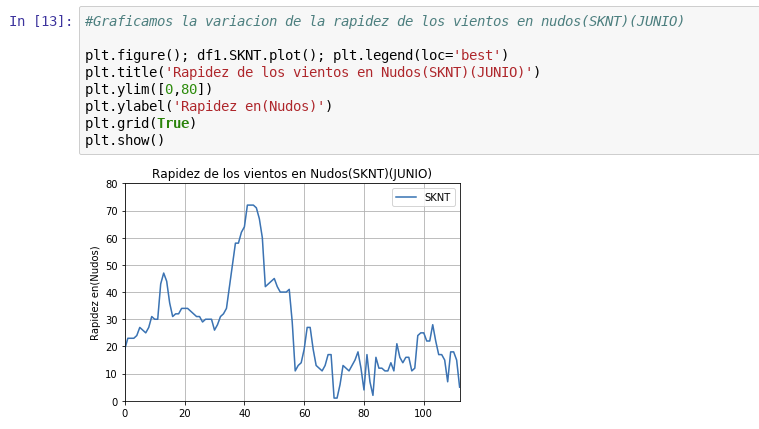 In [13]: #Graficamos la variacion de la rapidez de los vientos en nudos(SKNT)(JUNIO)
plt.figure(); df1.SKNT.plot(); plt.legend(loc='best')
plt.title('Rapidez de los vientos en Nudos(SKNT)(JUNIO)')
plt.ylim([0,80])
plt.ylabel('Rapidez en(Nudos)')
plt.grid(True)
plt.show()
Rapidez de los vientos en Nudos(SKNT)(JUNIO)
SKNT
Rapidez en(Nudos)
80
70
60
50
40
30
20
10
0
0 20 40 60 80 100